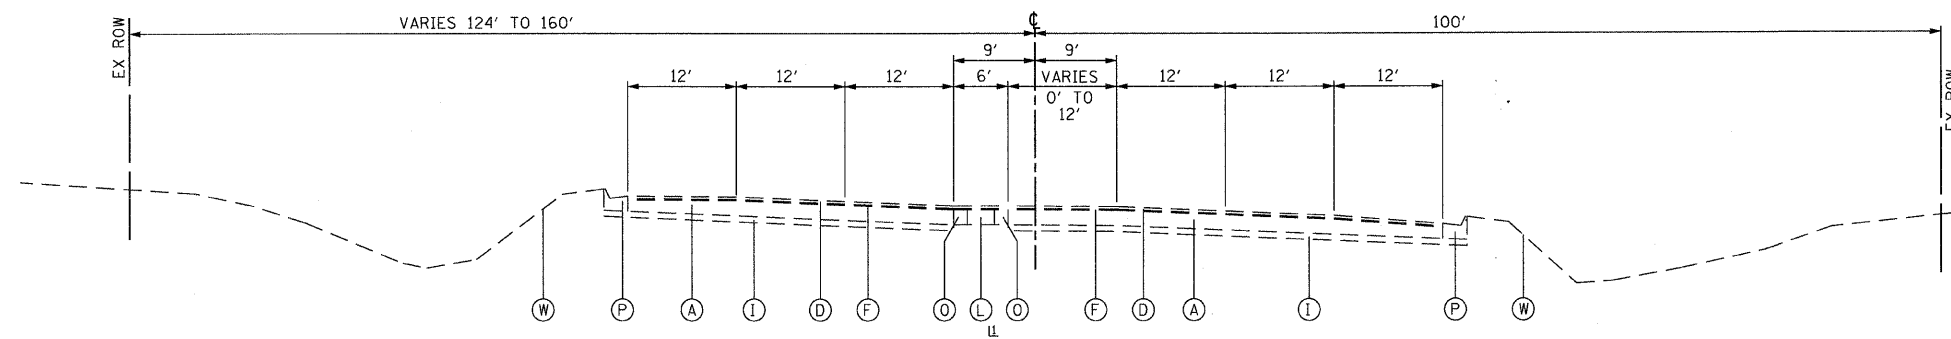 VARIES 124' TO 160'
℄
100'
EX ROW
EX ROW
9'
9'
12'
12'
12'
6'
VARIES
0' TO
12'
12'
12'
12'
W
P
A
I
D
F
O
L
O
F
D
A
I
P
W